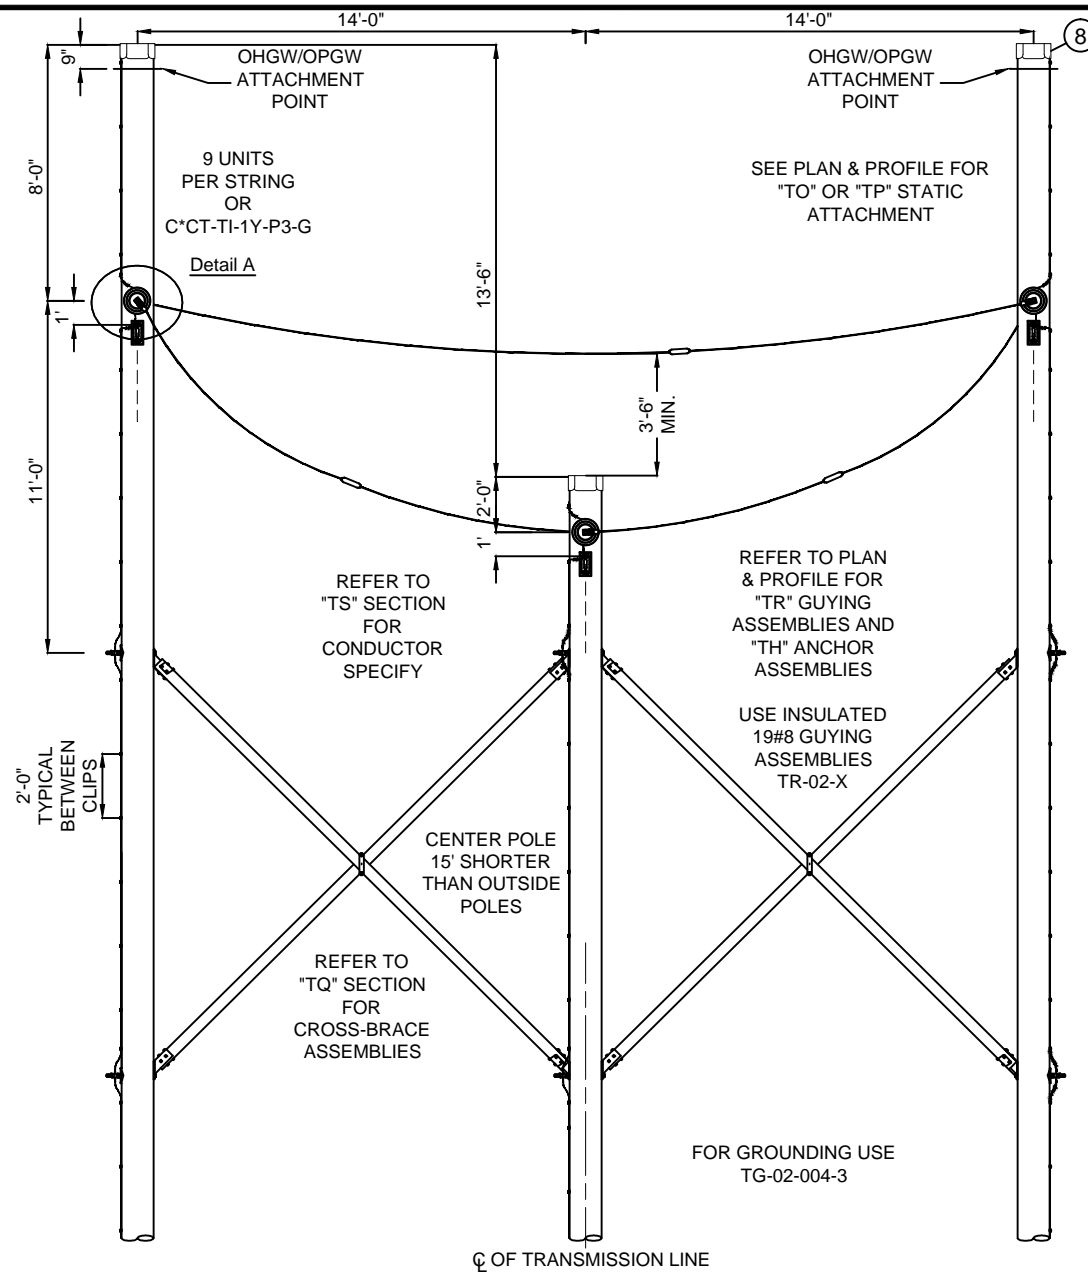 14'-0"
14'-0"
8
9"
OHGW/OPGW
ATTACHMENT
POINT
OHGW/OPGW
ATTACHMENT
POINT
8'-0"
9 UNITS
PER STRING
OR
C*CT-TI-1Y-P3-G
Detail A
SEE PLAN & PROFILE FOR
"TO" OR "TP" STATIC
ATTACHMENT
13'-6"
1'
3'-6"
MIN.
11'-0"
2'-0"
1'
REFER TO
"TS" SECTION
FOR
CONDUCTOR
SPECIFY
REFER TO PLAN
& PROFILE FOR
"TR" GUYING
ASSEMBLIES AND
"TH" ANCHOR
ASSEMBLIES
USE INSULATED
19#8 GUYING
ASSEMBLIES
TR-02-X
2'-0"
TYPICAL
BETWEEN
CLIPS
CENTER POLE
15' SHORTER
THAN OUTSIDE
POLES
REFER TO
"TQ" SECTION
FOR
CROSS-BRACE
ASSEMBLIES
FOR GROUNDING USE
TG-02-004-3
℄ OF TRANSMISSION LINE